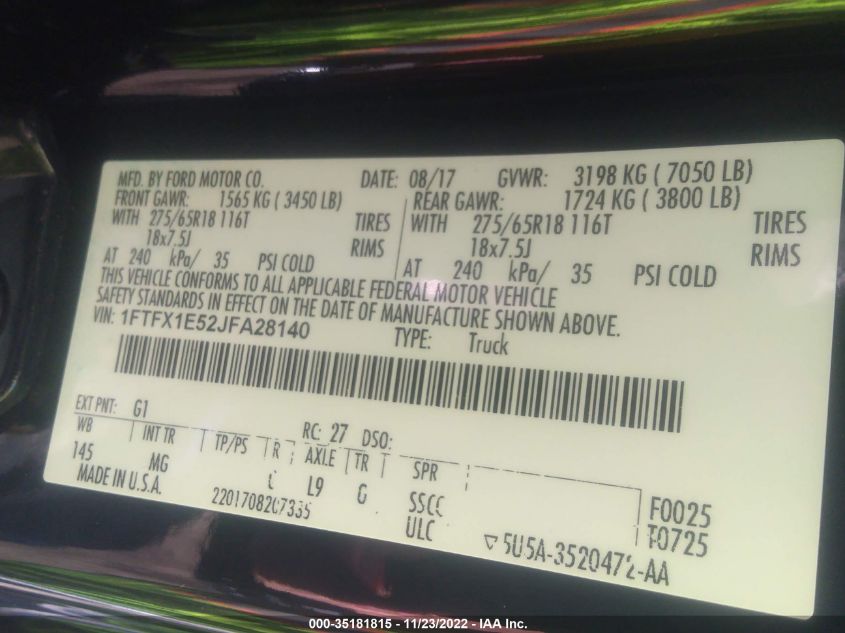 MFD. BY FORD MOTOR CO. DATE: 08/17 GVWR: 3198 KG ( 7050 LB)
FRONT GAWR: 1565 KG ( 3450 LB) REAR GAWR: 1724 KG ( 3800 LB)
WITH 275/65R18 116T TIRES WITH 275/65R18 116T TIRES
18x7.5J RIMS 18x7.5J RIMS
AT 240 kPa/ 35 PSI COLD AT 240 kPa/ 35 PSI COLD
THIS VEHICLE CONFORMS TO ALL APPLICABLE FEDERAL MOTOR VEHICLE
SAFETY STANDARDS IN EFFECT ON THE DATE OF MANUFACTURE SHOWN ABOVE.
VIN: 1FTFX1E52JFA28140 TYPE: Truck
EXT PNT: G1 RC: 27 DSO:
WB INT TR TP/PS R AXLE TR SPR
145 MG L9 G SSCC F0025
MADE IN U.S.A. 2201708207335 ULC T0725
5U5A-3520472-AA
000-35181815 - 11/23/2022 - IAA Inc.